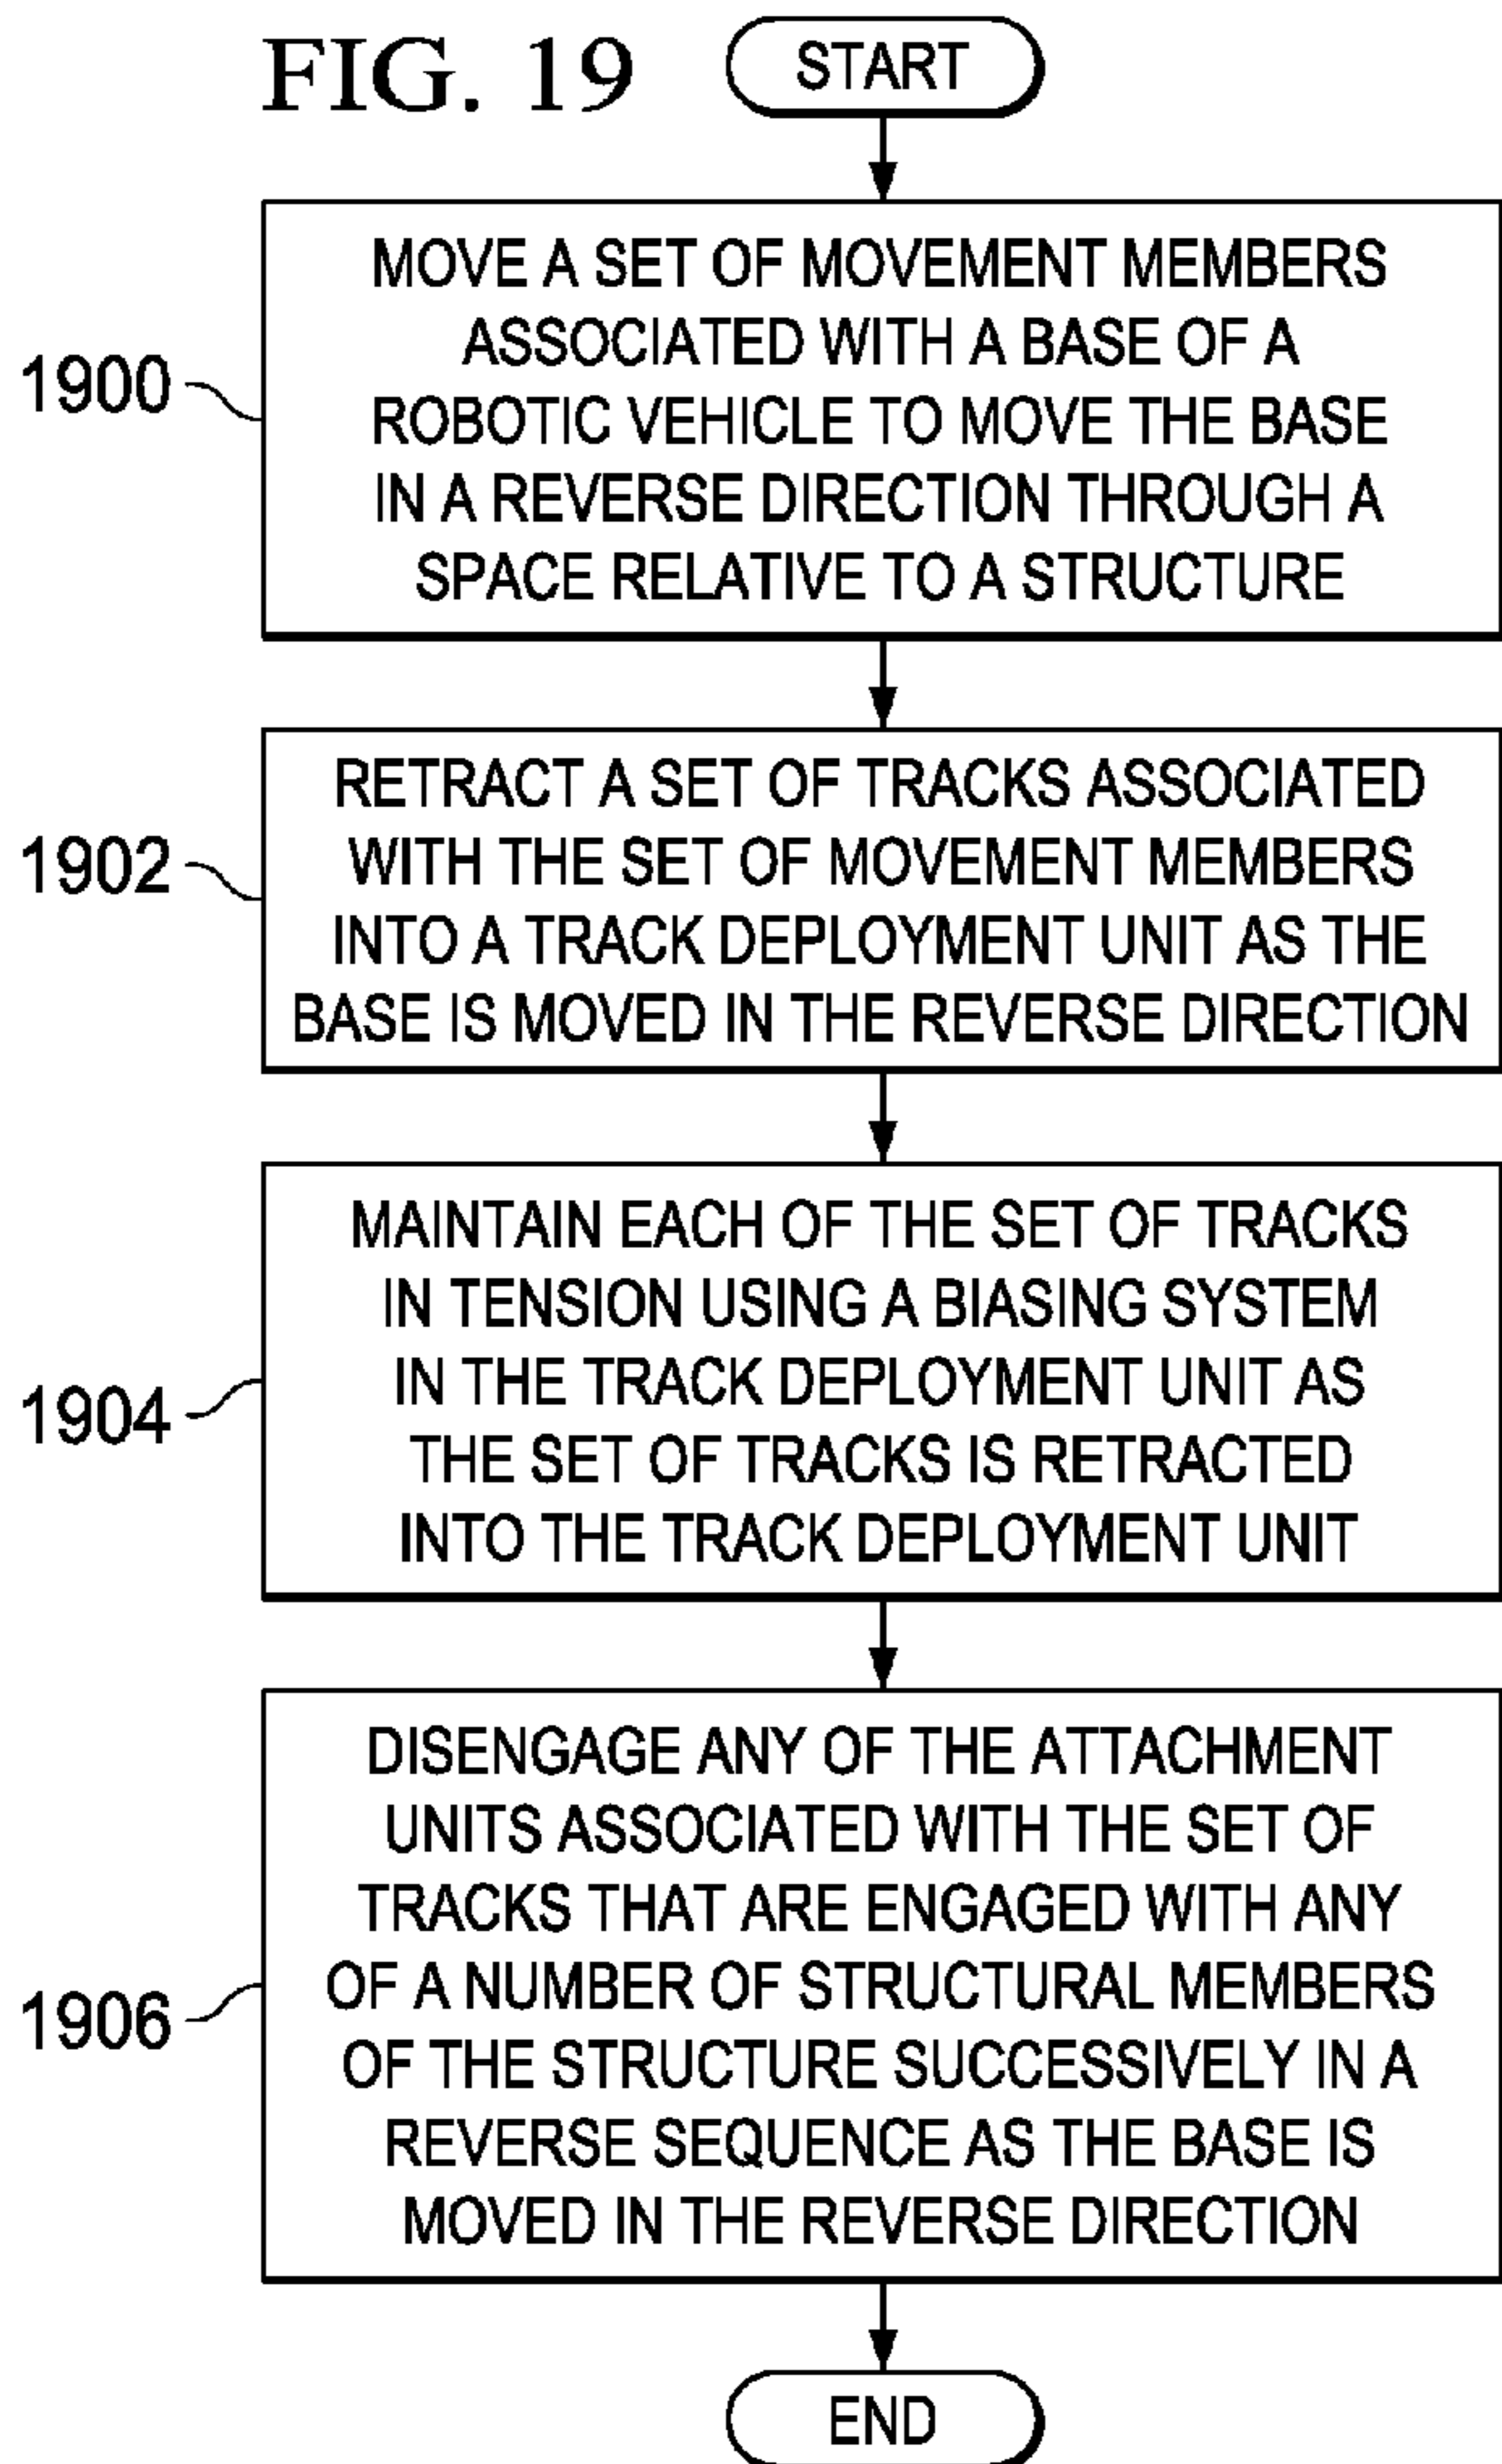 FIG. 19
START
1900
MOVE A SET OF MOVEMENT MEMBERS
ASSOCIATED WITH A BASE OF A
ROBOTIC VEHICLE TO MOVE THE BASE
IN A REVERSE DIRECTION THROUGH A
SPACE RELATIVE TO A STRUCTURE
1902
RETRACT A SET OF TRACKS ASSOCIATED
WITH THE SET OF MOVEMENT MEMBERS
INTO A TRACK DEPLOYMENT UNIT AS THE
BASE IS MOVED IN THE REVERSE DIRECTION
1904
MAINTAIN EACH OF THE SET OF TRACKS
IN TENSION USING A BIASING SYSTEM
IN THE TRACK DEPLOYMENT UNIT AS
THE SET OF TRACKS IS RETRACTED
INTO THE TRACK DEPLOYMENT UNIT
1906
DISENGAGE ANY OF THE ATTACHMENT
UNITS ASSOCIATED WITH THE SET OF
TRACKS THAT ARE ENGAGED WITH ANY
OF A NUMBER OF STRUCTURAL MEMBERS
OF THE STRUCTURE SUCCESSIVELY IN A
REVERSE SEQUENCE AS THE BASE IS
MOVED IN THE REVERSE DIRECTION
END